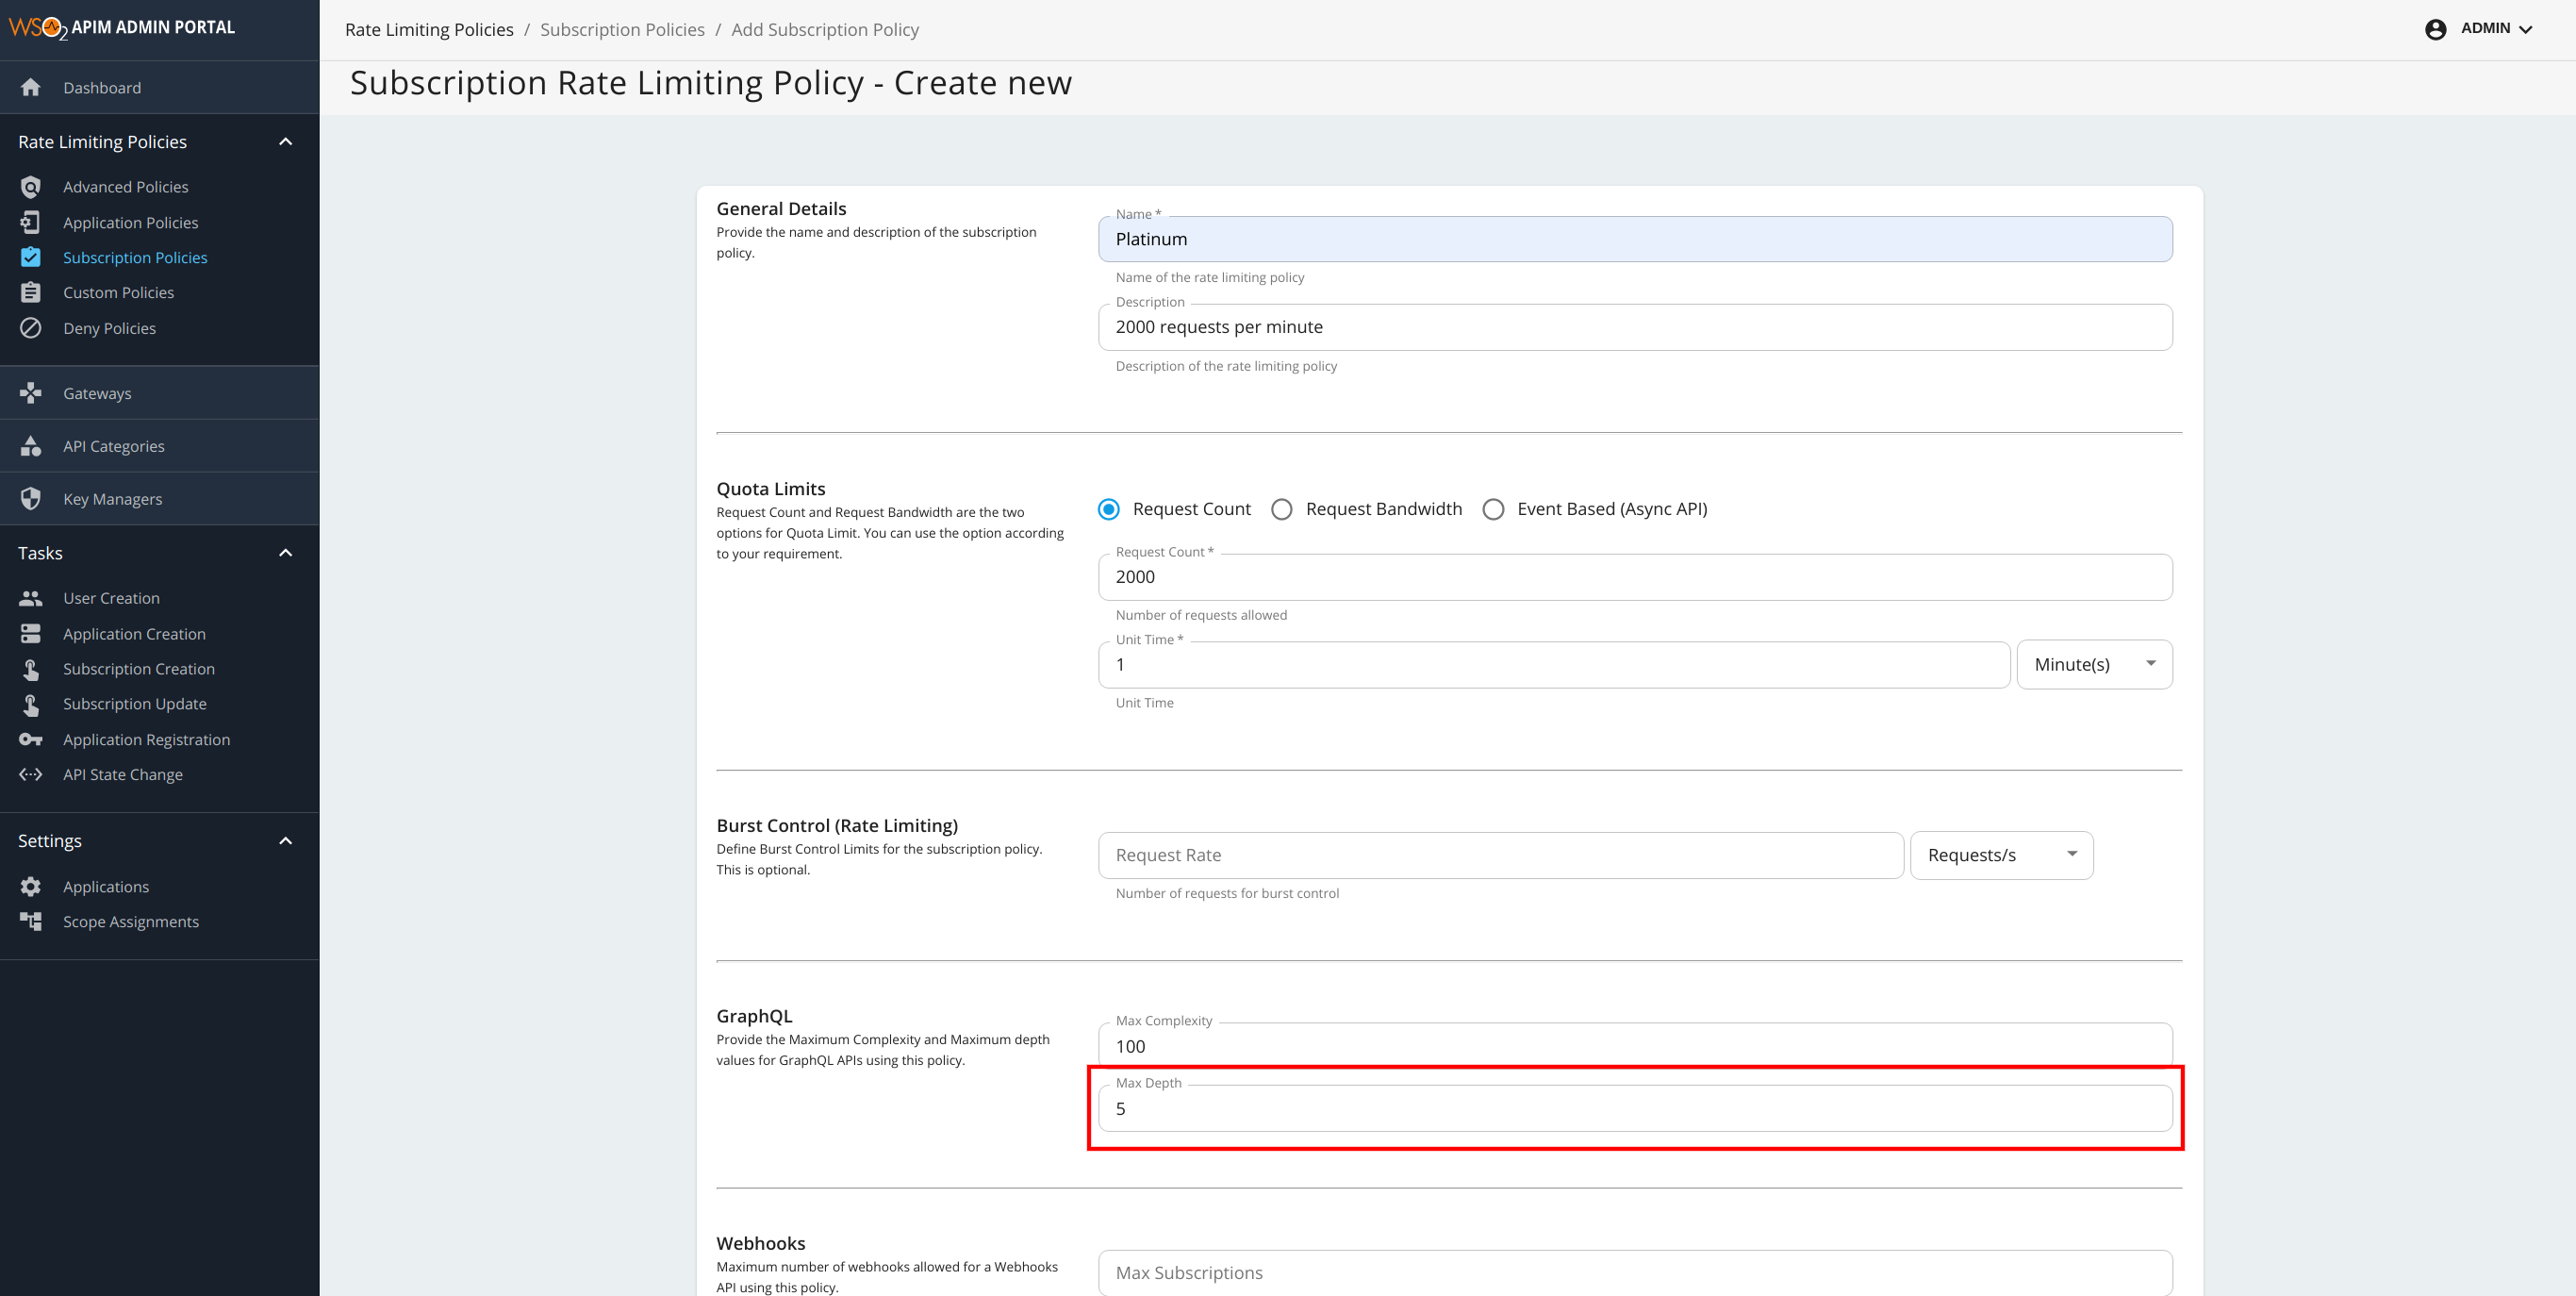 WSO2 APIM ADMIN PORTAL
Rate Limiting Policies / Subscription Policies / Add Subscription Policy
ADMIN
Subscription Rate Limiting Policy - Create new
Dashboard
Rate Limiting Policies
Advanced Policies
Application Policies
Subscription Policies
Custom Policies
Deny Policies
Gateways
API Categories
Key Managers
Tasks
User Creation
Application Creation
Subscription Creation
Subscription Update
Application Registration
API State Change
Settings
Applications
Scope Assignments
General Details
Provide the name and description of the subscription
policy.
Name *
Platinum
Name of the rate limiting policy
Description
2000 requests per minute
Description of the rate limiting policy
Quota Limits
Request Count and Request Bandwidth are the two
options for Quota Limit. You can use the option according
to your requirement.
Request Count
Request Bandwidth
Event Based (Async API)
Request Count *
2000
Number of requests allowed
Unit Time *
1
Minute(s)
Unit Time
Burst Control (Rate Limiting)
Define Burst Control Limits for the subscription policy.
This is optional.
Request Rate
Requests/s
Number of requests for burst control
GraphQL
Provide the Maximum Complexity and Maximum depth
values for GraphQL APIs using this policy.
Max Complexity
100
Max Depth
5
Webhooks
Maximum number of webhooks allowed for a Webhooks
API using this policy.
Max Subscriptions